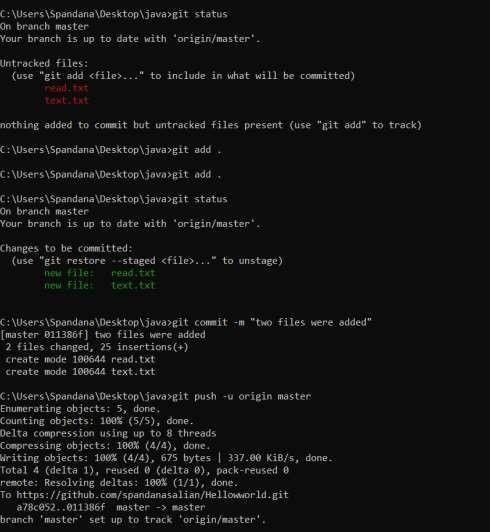 C:\Users\Spandana\Desktop\java>git status
On branch master
Your branch is up to date with 'origin/master'.
Untracked files:
(use "git add <file>..." to include in what will be committed)
read.txt
text.txt
nothing added to commit but untracked files present (use "git add" to track)
C:\Users\Spandana\Desktop\java>git add .
C:\Users\Spandana\Desktop\java>git add .
C:\Users\Spandana\Desktop\java>git status
On branch master
Your branch is up to date with 'origin/master'.
Changes to be committed:
(use "git restore --staged <file>..." to unstage)
new file:   read.txt
new file:   text.txt
C:\Users\Spandana\Desktop\java>git commit -m "two files were added"
[master 011386f] two files were added
2 files changed, 25 insertions(+)
create mode 100644 read.txt
create mode 100644 text.txt
C:\Users\Spandana\Desktop\java>git push -u origin master
Enumerating objects: 5, done.
Counting objects: 100% (5/5), done.
Delta compression using up to 8 threads
Compressing objects: 100% (4/4), done.
Writing objects: 100% (4/4), 675 bytes | 337.00 KiB/s, done.
Total 4 (delta 1), reused 0 (delta 0), pack-reused 0
remote: Resolving deltas: 100% (1/1), done.
To https://github.com/spandanasalian/Hellowworld.git
a78c052..011386f  master -> master
branch 'master' set up to track 'origin/master'.